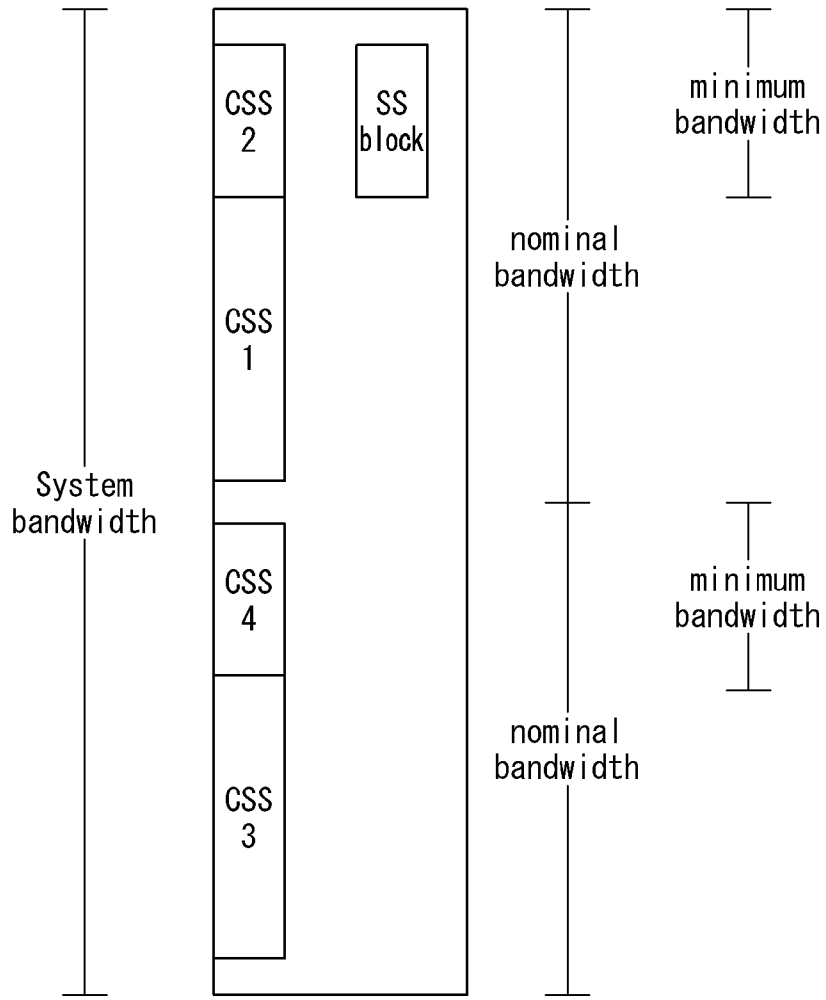 CSS
2
SS
block
minimum
bandwidth
nominal
bandwidth
CSS
1
System
bandwidth
CSS
4
minimum
bandwidth
nominal
bandwidth
CSS
3